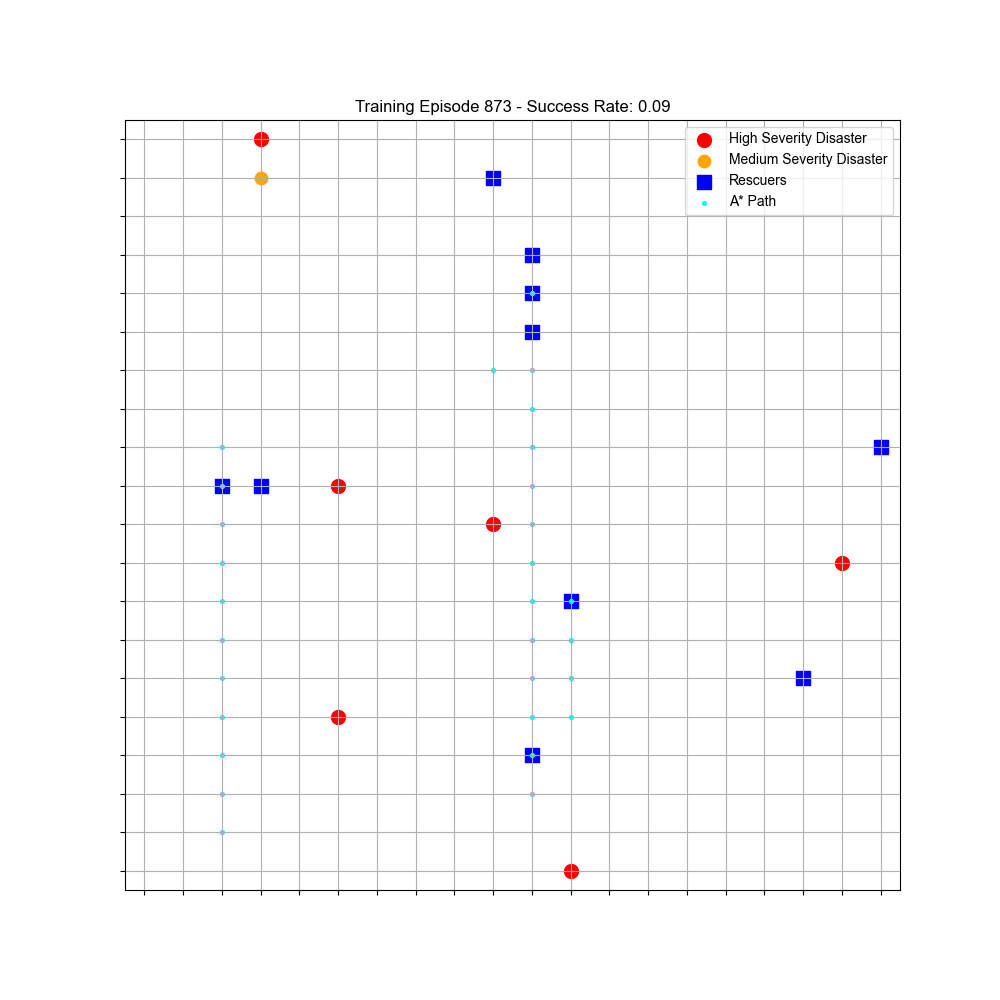 Training Episode 873 - Success Rate: 0.09
High Severity Disaster
Medium Severity Disaster
Rescuers
A* Path